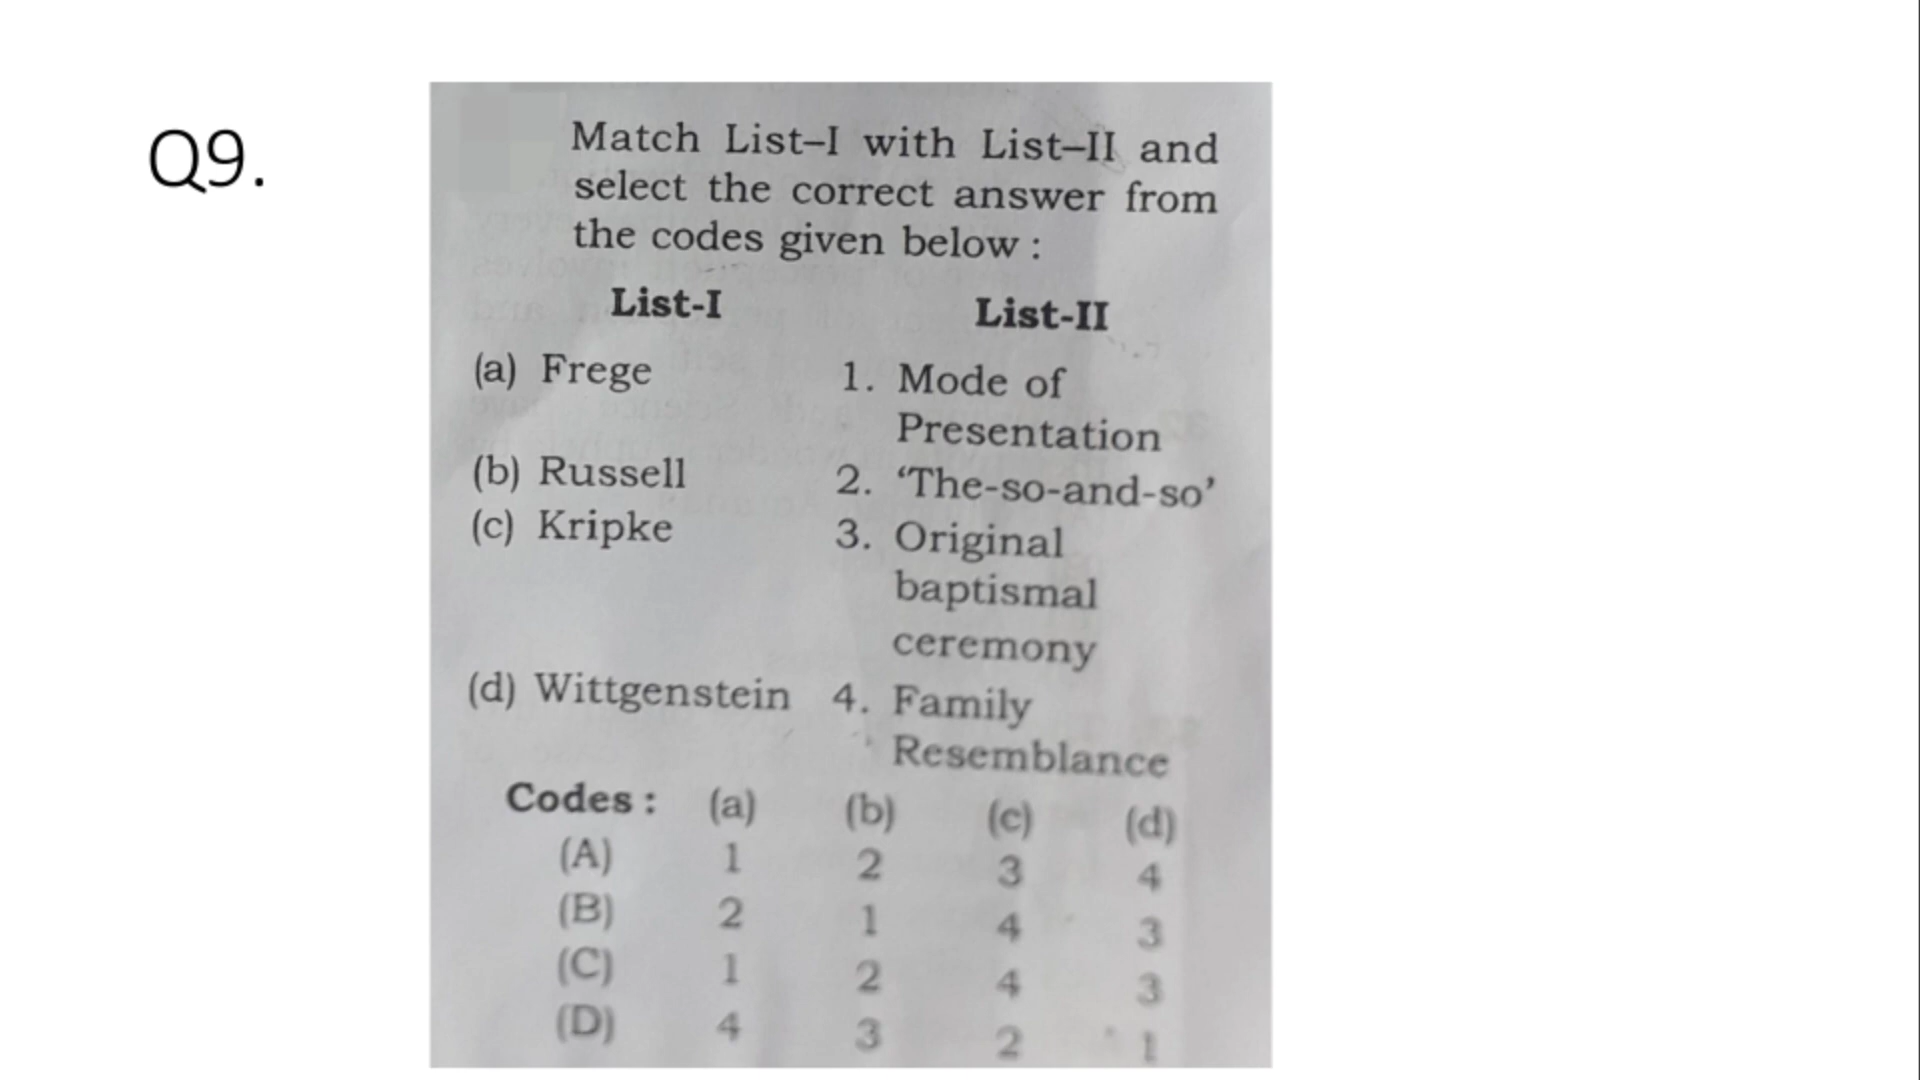 Q9.
Match List–I with List–II and
select the correct answer from
the codes given below :
List-I List-II
(a) Frege 1. Mode of
Presentation
(b) Russell 2. ‘The-so-and-so’
(c) Kripke 3. Original
baptismal
ceremony
(d) Wittgenstein 4. Family
Resemblance
Codes : (a) (b) (c) (d)
(A) 1 2 3 4
(B) 2 1 4 3
(C) 1 2 4 3
(D) 4 3 2 1